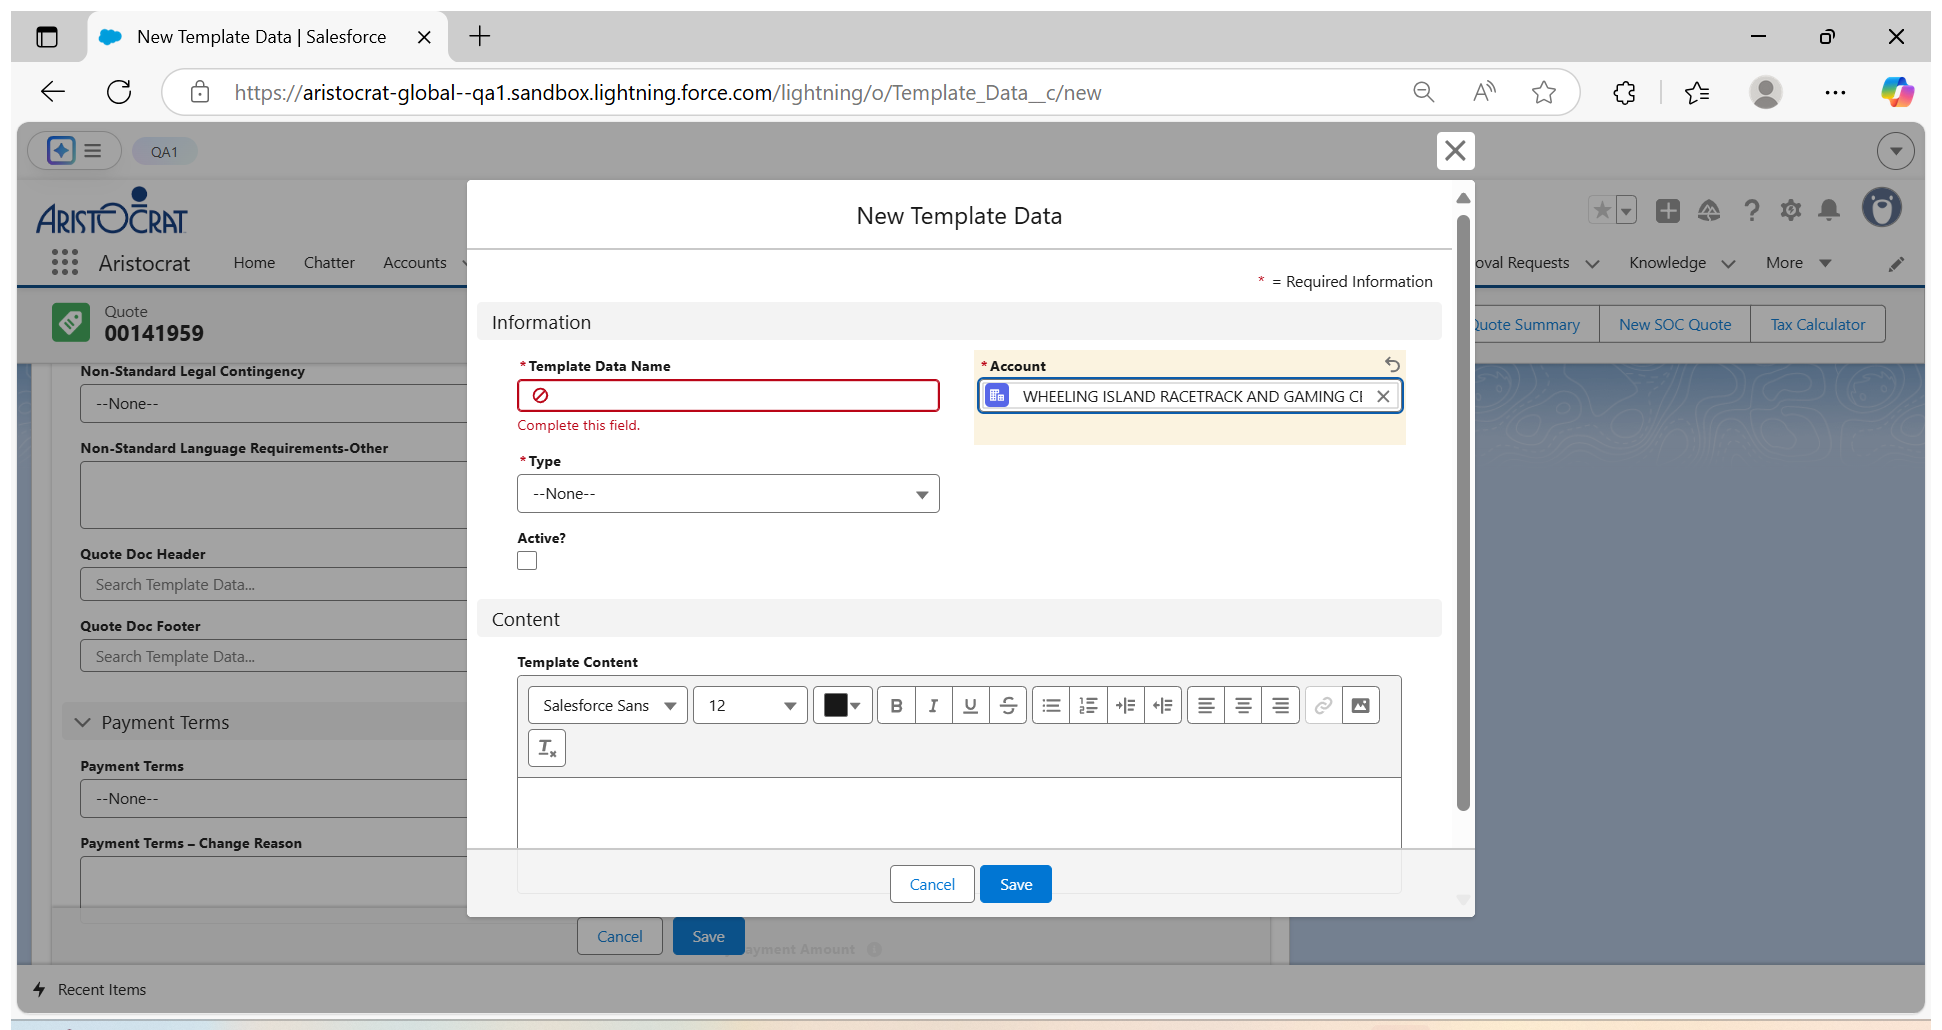 New Template Data | Salesforce
https://aristocrat-global--qa1.sandbox.lightning.force.com/lightning/o/Template_Data__c/new
QA1
ARISTOCRAT
Aristocrat Home Chatter Accounts oval Requests Knowledge More
Quote
00141959
Quote Summary New SOC Quote Tax Calculator
Non-Standard Legal Contingency
--None--
Non-Standard Language Requirements-Other
Quote Doc Header
Search Template Data...
Quote Doc Footer
Search Template Data...
Payment Terms
Payment Terms
--None--
Payment Terms – Change Reason
Cancel Save
ayment Amount
New Template Data
* = Required Information
Information
*Template Data Name
Complete this field.
*Account
WHEELING ISLAND RACETRACK AND GAMING
*Type
--None--
Active?
Content
Template Content
Salesforce Sans 12
B I U S
Cancel Save
Recent Items